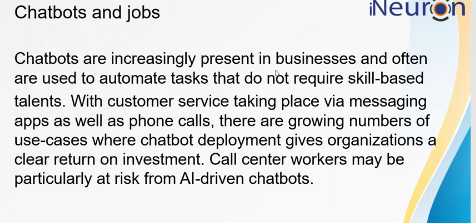 Chatbots and jobs
iNeuron
Chatbots are increasingly present in businesses and often
are used to automate tasks that do not require skill-based
talents. With customer service taking place via messaging
apps as well as phone calls, there are growing numbers of
use-cases where chatbot deployment gives organizations a
clear return on investment. Call center workers may be
particularly at risk from AI-driven chatbots.